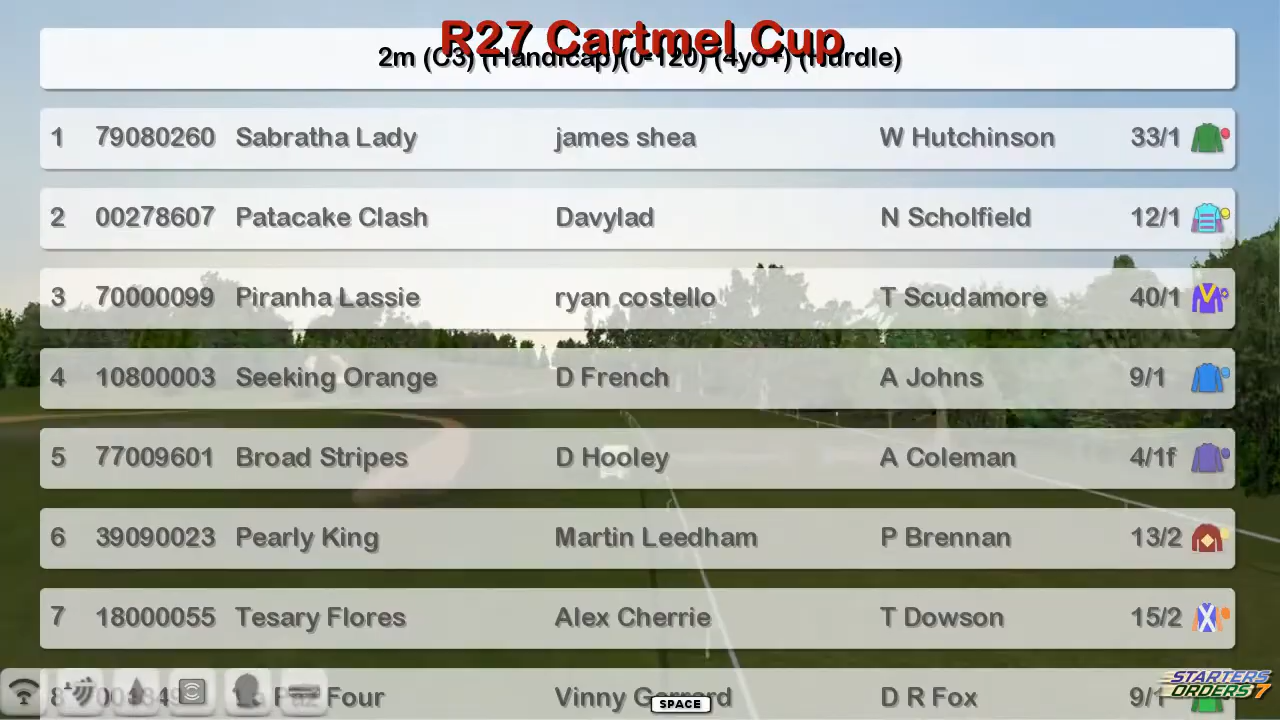 R27 Cartmel Cup
2m (C3) (Handicap)(0-120) (4yo+) (Hurdle)
1 79080260 Sabratha Lady james shea W Hutchinson 33/1
2 00278607 Patacake Clash Davylad N Scholfield 12/1
3 70000099 Piranha Lassie ryan costello T Scudamore 40/1
4 10800003 Seeking Orange D French A Johns 9/1
5 77009601 Broad Stripes D Hooley A Coleman 4/1f
6 39090023 Pearly King Martin Leedham P Brennan 13/2
7 18000055 Tesary Flores Alex Cherrie T Dowson 15/2
8 Four Vinny Gerrard D R Fox 9/1
SPACE
STARTERS ORDERS 7